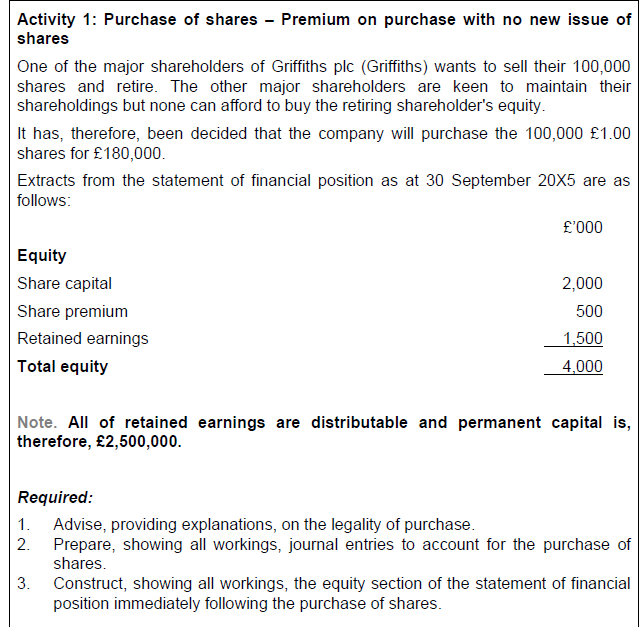 Activity 1: Purchase of shares – Premium on purchase with no new issue of
shares
One of the major shareholders of Griffiths plc (Griffiths) wants to sell their 100,000
shares and retire. The other major shareholders are keen to maintain their
shareholdings but none can afford to buy the retiring shareholder's equity.
It has, therefore, been decided that the company will purchase the 100,000 £1.00
shares for £180,000.
Extracts from the statement of financial position as at 30 September 20X5 are as
follows:
£'000
Equity
Share capital 2,000
Share premium 500
Retained earnings 1,500
Total equity 4,000
Note. All of retained earnings are distributable and permanent capital is,
therefore, £2,500,000.
Required:
1. Advise, providing explanations, on the legality of purchase.
2. Prepare, showing all workings, journal entries to account for the purchase of
shares.
3. Construct, showing all workings, the equity section of the statement of financial
position immediately following the purchase of shares.